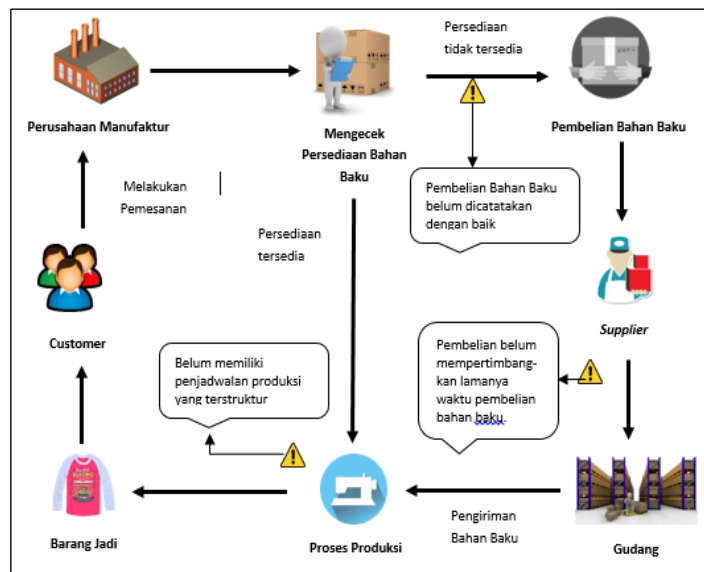 Persediaan
tidak tersedia
Perusahaan Manufaktur
Mengecek
Persediaan Bahan
Baku
Pembelian Bahan Baku
Melakukan
Pemesanan
Pembelian Bahan Baku
belum dicatatakan
dengan baik
Persediaan
tersedia
Customer
Supplier
Belum memiliki
penjadwalan produksi
yang terstruktur
Pembelian belum
mempertimbang-
kan lamanya
waktu pembelian
bahan baku.
Barang Jadi
Proses Produksi
Pengiriman
Bahan Baku
Gudang